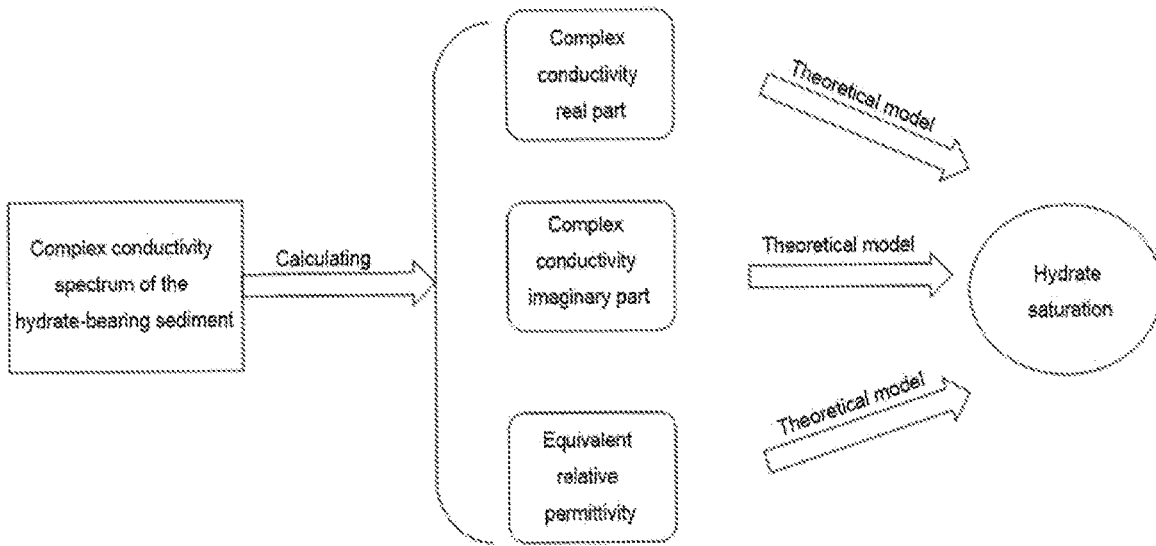 Complex conductivity
spectrum of the
hydrate-bearing sediment
Calculating
Complex
conductivity
real part
Complex
conductivity
imaginary part
Equivalent
relative
permittivity
Theoretical model
Theoretical model
Theoretical model
Hydrate
saturation